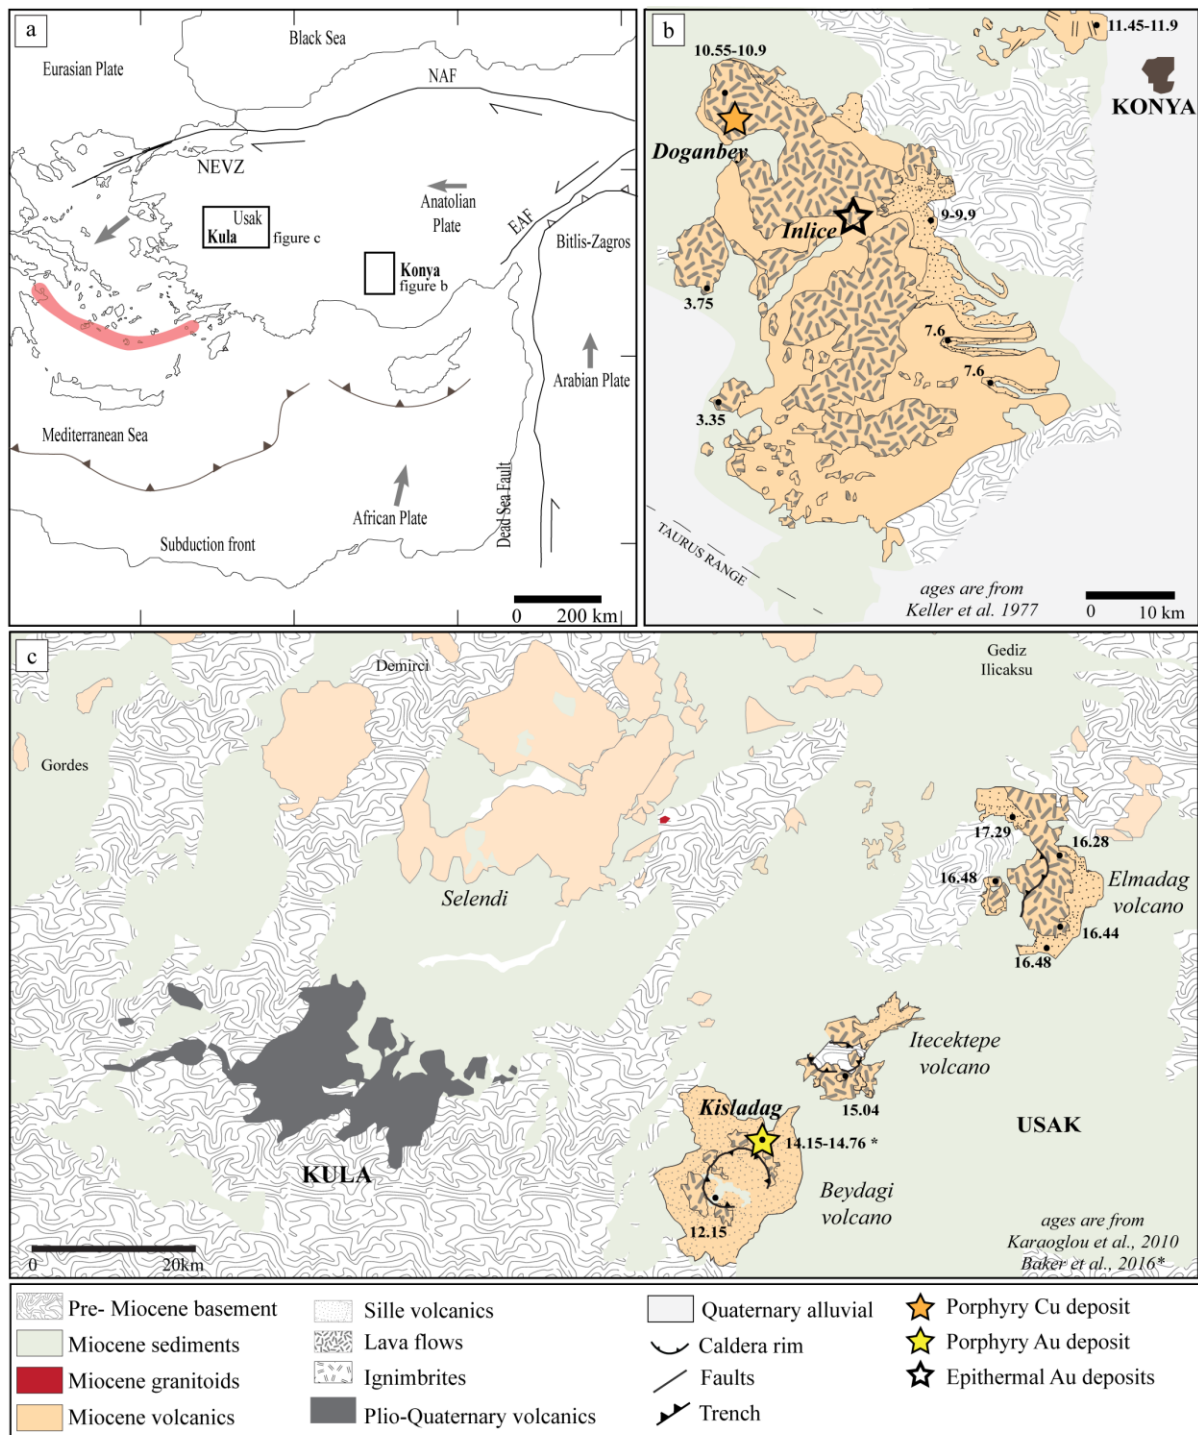 a
Black Sea
Eurasian Plate
NAF
NEVZ
Anatolian
Plate
Usak
Kula
figure c
EAF
Bitlis-Zagros
Konya
figure b
Arabian Plate
Mediterranean Sea
African Plate
Dead Sea Fault
Subduction front
0 200 km
b
11.45-11.9
10.55-10.9
KONYA
Doganbey
9-9.9
Inlice
3.75
7.6
7.6
3.35
TAURUS RANGE
ages are from
Keller et al. 1977
0 10 km
c
Demirci
Gediz
Ilicaksu
Gordes
17.29
16.28
16.48
Elmadag
volcano
Selendi
16.44
16.48
Itecektepe
volcano
15.04
Kisladag
USAK
14.15-14.76 *
KULA
Beydagi
volcano
12.15
ages are from
Karaoglou et al., 2010
Baker et al., 2016*
0 20km
Pre- Miocene basement
Miocene sediments
Miocene granitoids
Miocene volcanics
Sille volcanics
Lava flows
Ignimbrites
Plio-Quaternary volcanics
Quaternary alluvial
Caldera rim
Faults
Trench
Porphyry Cu deposit
Porphyry Au deposit
Epithermal Au deposits